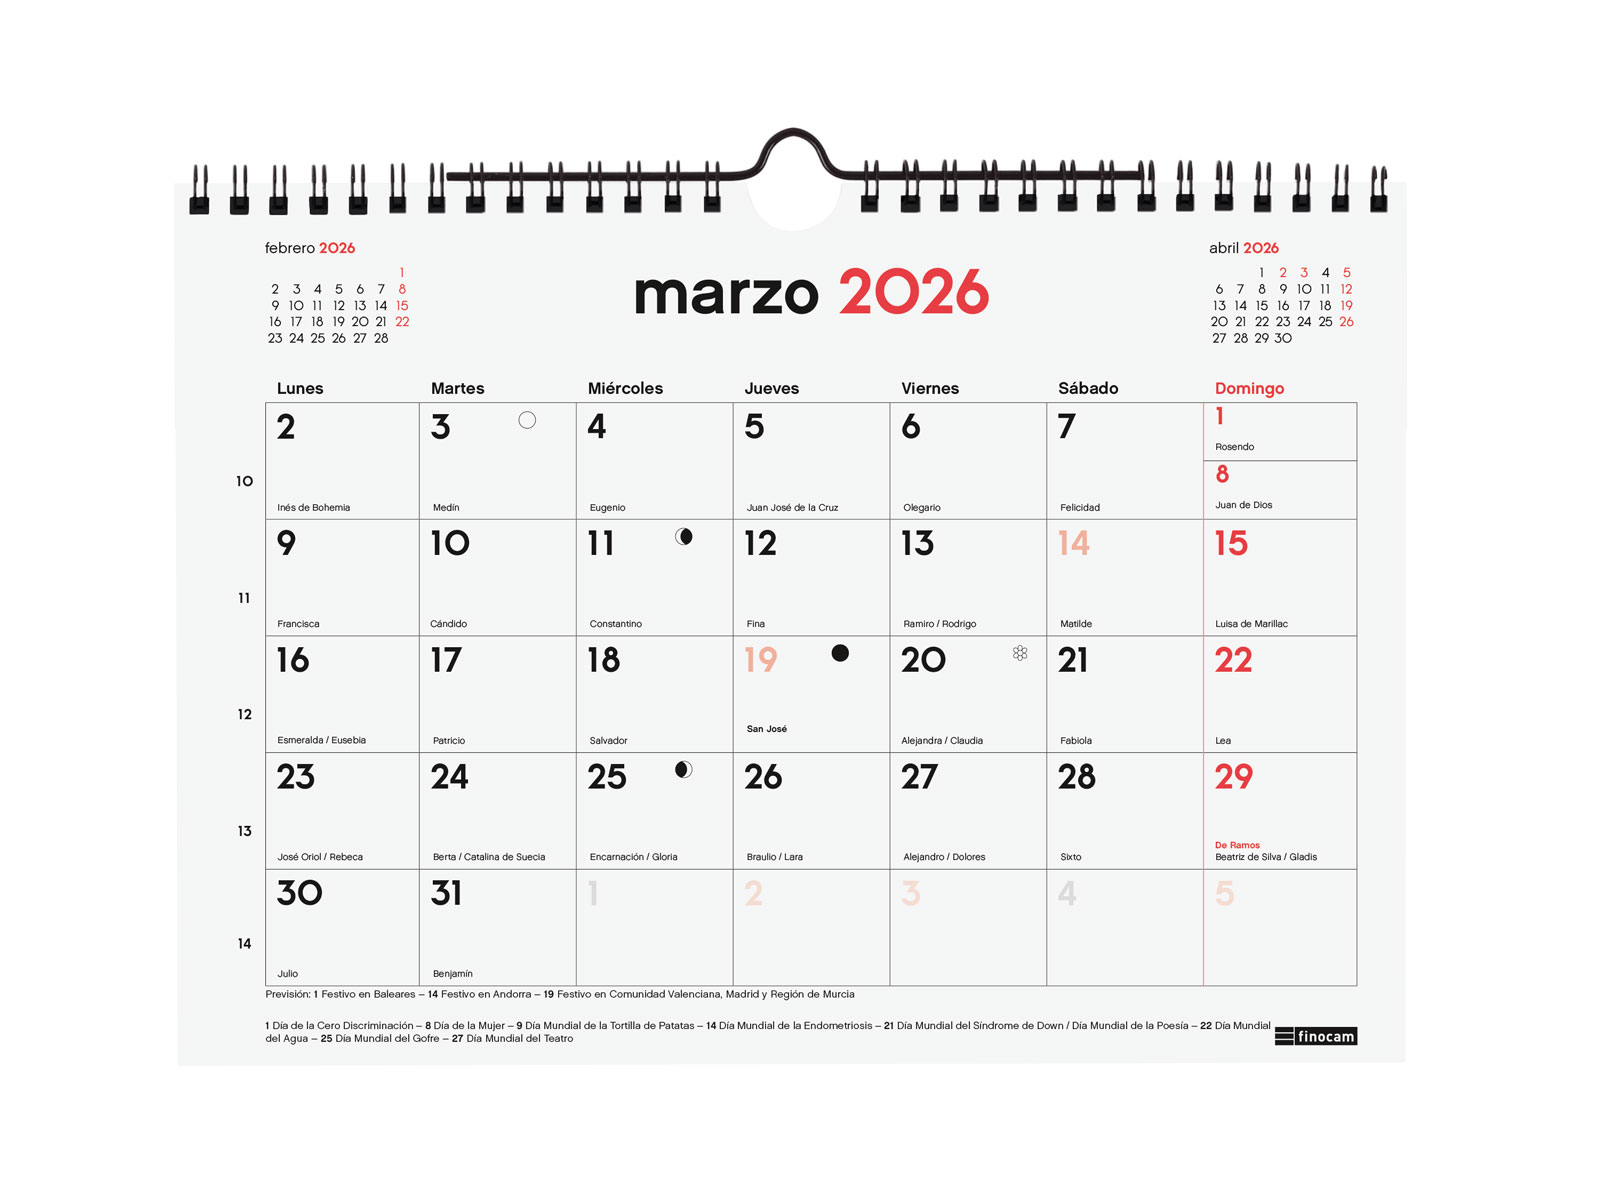 febrero 2026
1
2 3 4 5 6 7 8
9 10 11 12 13 14 15
16 17 18 19 20 21 22
23 24 25 26 27 28
marzo 2026
abril 2026
1 2 3 4 5
6 7 8 9 10 11 12
13 14 15 16 17 18 19
20 21 22 23 24 25 26
27 28 29 30
Lunes Martes Miércoles Jueves Viernes Sábado Domingo
1
Rosendo
10
2 3 4 5 6 7 8
Inés de Bohemia Medín Eugenio Juan José de la Cruz Olegario Felicidad Juan de Dios
9 10 11 12 13 14 15
11
Francisca Cándido Constantino Fina Ramiro / Rodrigo Matilde Luisa de Marillac
16 17 18 19 20 21 22
12
San José
Esmeralda / Eusebia Patricio Salvador Alejandra / Claudia Fabiola Lea
23 24 25 26 27 28 29
13
De Ramos
José Oriol / Rebeca Berta / Catalina de Suecia Encarnación / Gloria Braulio / Lara Alejandro / Dolores Sixto Beatriz de Silva / Gladis
30 31 1 2 3 4 5
14
Julio Benjamín
Previsión: 1 Festivo en Baleares – 14 Festivo en Andorra – 19 Festivo en Comunidad Valenciana, Madrid y Región de Murcia
1 Día de la Cero Discriminación – 8 Día de la Mujer – 9 Día Mundial de la Tortilla de Patatas – 14 Día Mundial de la Endometriosis – 21 Día Mundial del Síndrome de Down / Día Mundial de la Poesía – 22 Día Mundial
del Agua – 25 Día Mundial del Gofre – 27 Día Mundial del Teatro
finocam